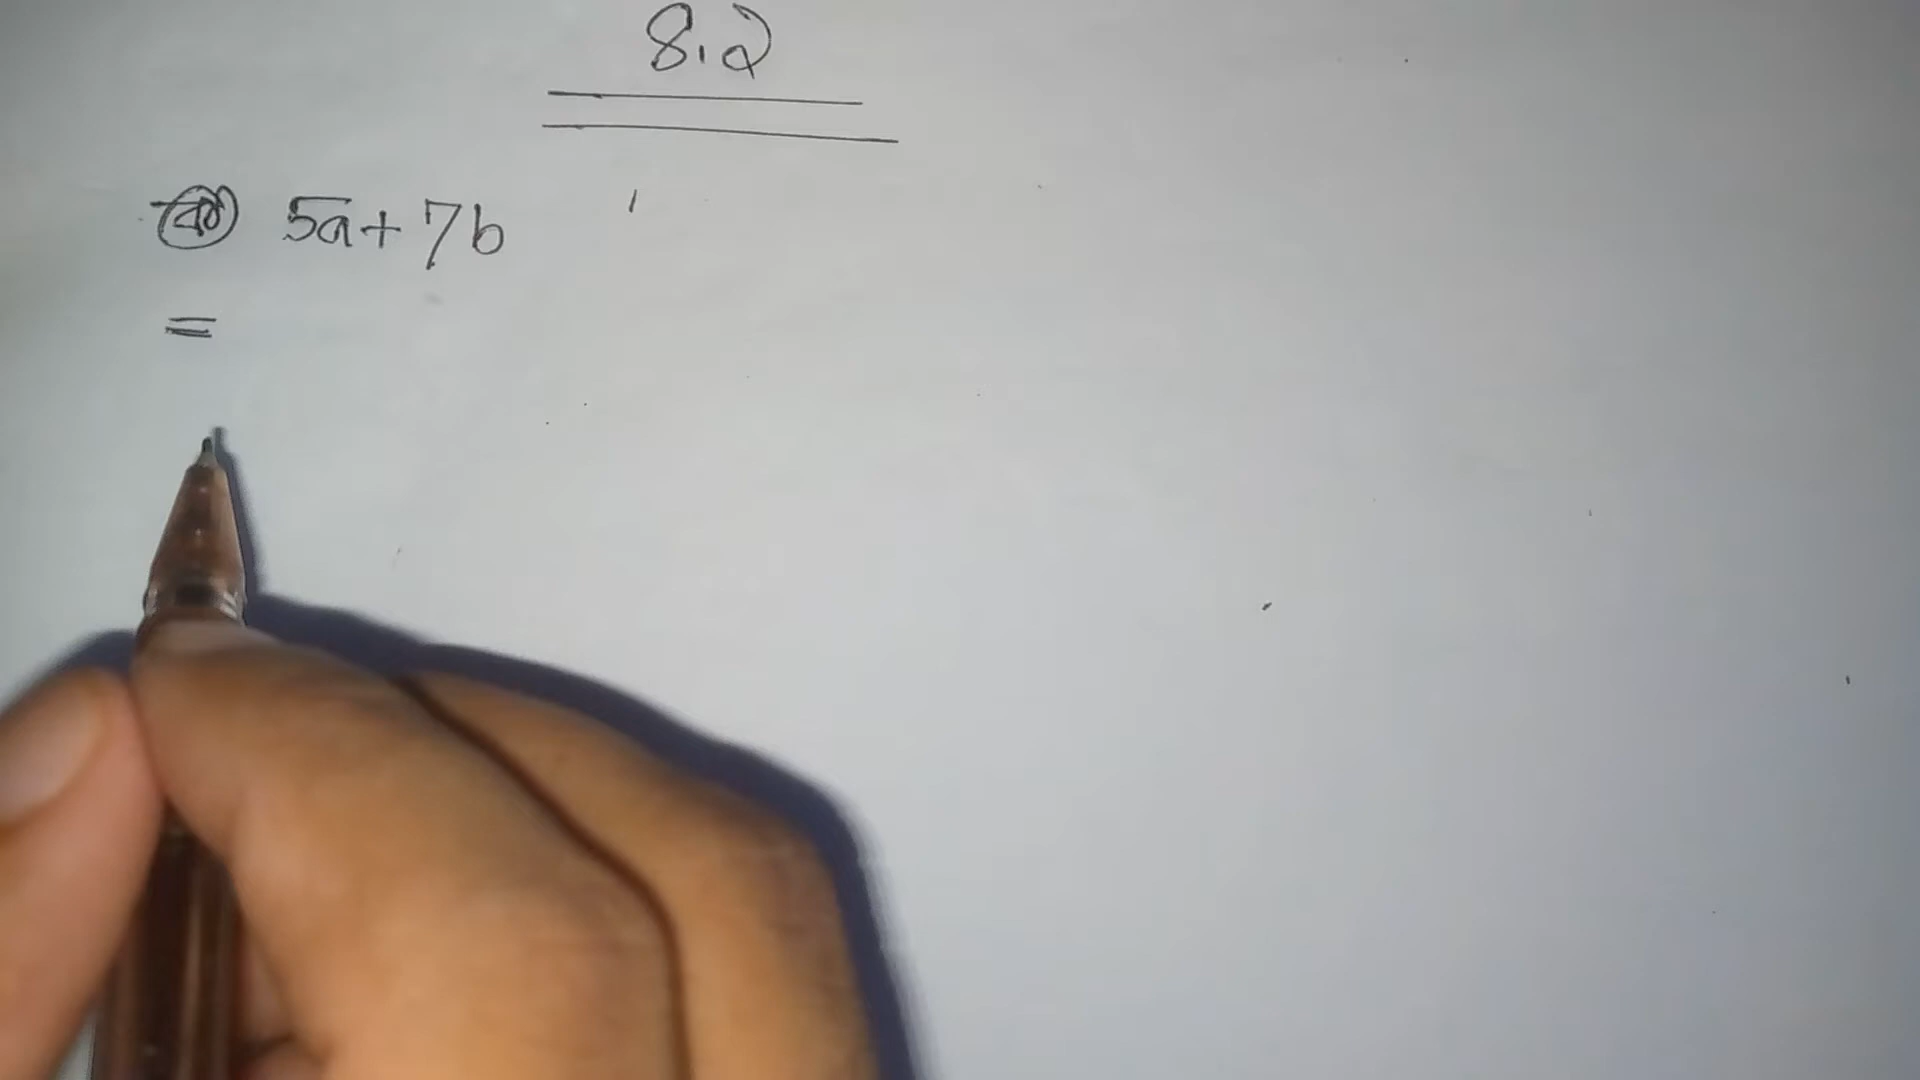 ৪.২
ক 5a+7b
=